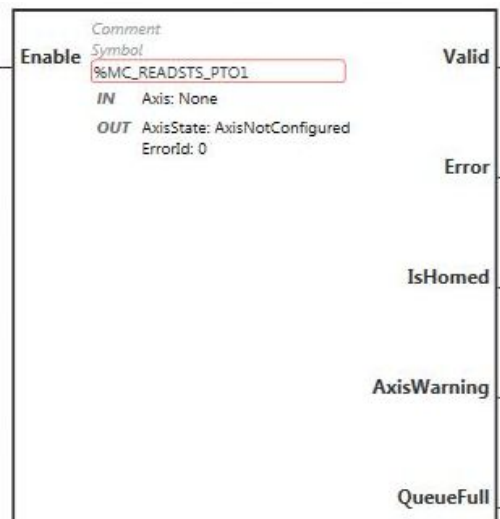 Comment
Enable Symbol Valid
%MC_READSTS_PTO1
IN Axis: None
OUT AxisState: AxisNotConfigured
ErrorId: 0
Error
IsHomed
AxisWarning
QueueFull